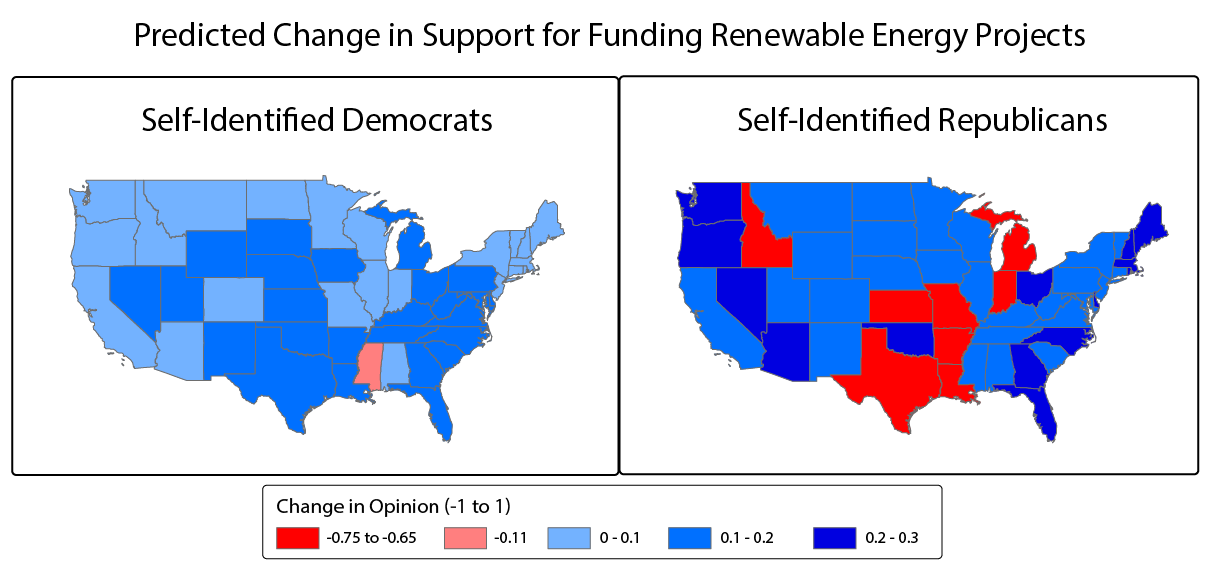 Predicted Change in Support for Funding Renewable Energy Projects
Self-Identified Democrats
Self-Identified Republicans
Change in Opinion (-1 to 1)
-0.75 to -0.65
-0.11
0 - 0.1
0.1 - 0.2
0.2 - 0.3